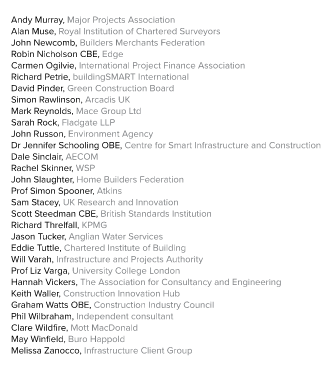 Andy Murray, Major Projects Association
Alan Muse, Royal Institution of Chartered Surveyors
John Newcomb, Builders Merchants Federation
Robin Nicholson CBE, Edge
Carmen Ogilvie, International Project Finance Association
Richard Petrie, buildingSMART International
David Pinder, Green Construction Board
Simon Rawlinson, Arcadis UK
Mark Reynolds, Mace Group Ltd
Sarah Rock, Fladgate LLP
John Russon, Environment Agency
Dr Jennifer Schooling OBE, Centre for Smart Infrastructure and Construction
Dale Sinclair, AECOM
Rachel Skinner, WSP
John Slaughter, Home Builders Federation
Prof Simon Spooner, Atkins
Sam Stacey, UK Research and Innovation
Scott Steedman CBE, British Standards Institution
Richard Threlfall, KPMG
Jason Tucker, Anglian Water Services
Eddie Tuttle, Chartered Institute of Building
Will Varah, Infrastructure and Projects Authority
Prof Liz Varga, University College London
Hannah Vickers, The Association for Consultancy and Engineering
Keith Waller, Construction Innovation Hub
Graham Watts OBE, Construction Industry Council
Phil Wilbraham, Independent consultant
Clare Wildfire, Mott MacDonald
May Winfield, Buro Happold
Melissa Zanocco, Infrastructure Client Group